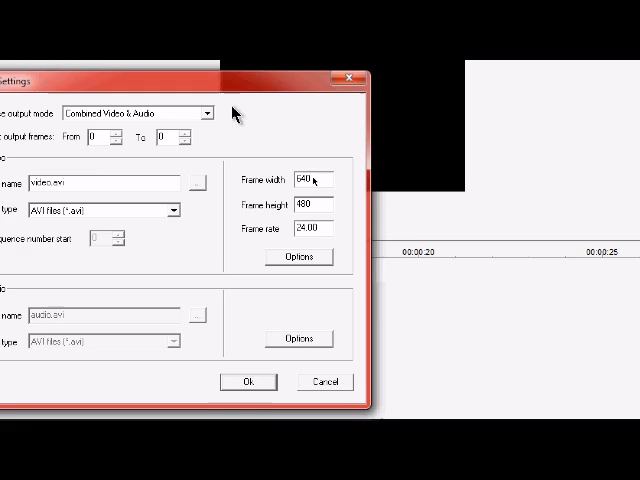 Settings
e output mode Combined Video & Audio
output frames: From 0 To 0
name video.avi ... Frame width 640
type AVI files (*.avi) Frame height 480
quence number start 0 Frame rate 24.00
Options
00:00:20 00:00:25
name audio.avi ...
type AVI files (*.avi) Options
Ok Cancel